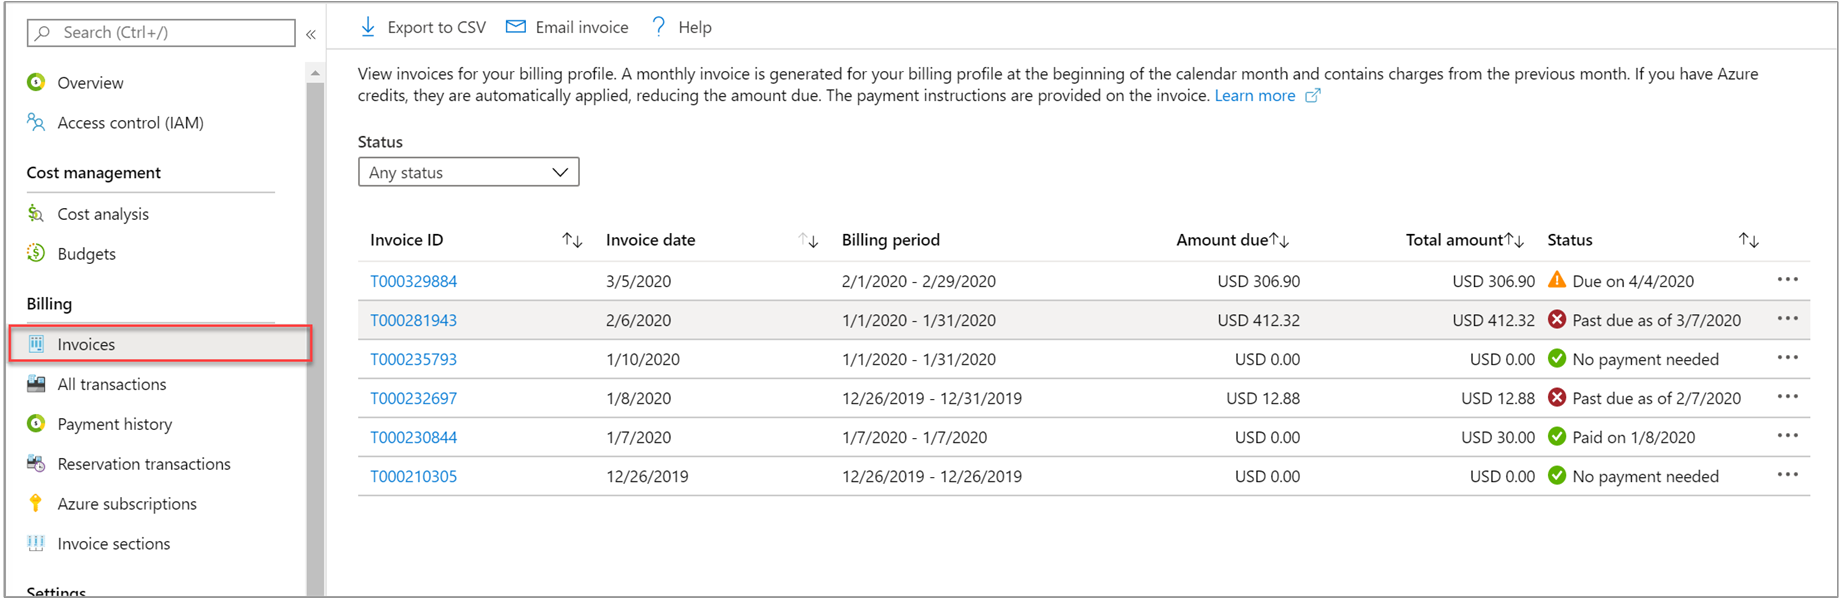 Search (Ctrl+/)
«
Overview
Access control (IAM)
Cost management
Cost analysis
Budgets
Billing
Invoices
All transactions
Payment history
Reservation transactions
Azure subscriptions
Invoice sections
Settings
Export to CSV Email invoice ? Help
View invoices for your billing profile. A monthly invoice is generated for your billing profile at the beginning of the calendar month and contains charges from the previous month. If you have Azure
credits, they are automatically applied, reducing the amount due. The payment instructions are provided on the invoice. Learn more
Status
Any status
Invoice ID ↑↓ Invoice date ↑↓ Billing period Amount due↑↓ Total amount↑↓ Status ↑↓
T000329884 3/5/2020 2/1/2020 - 2/29/2020 USD 306.90 USD 306.90 Due on 4/4/2020 •••
T000281943 2/6/2020 1/1/2020 - 1/31/2020 USD 412.32 USD 412.32 Past due as of 3/7/2020 •••
T000235793 1/10/2020 1/1/2020 - 1/31/2020 USD 0.00 USD 0.00 No payment needed •••
T000232697 1/8/2020 12/26/2019 - 12/31/2019 USD 12.88 USD 12.88 Past due as of 2/7/2020 •••
T000230844 1/7/2020 1/7/2020 - 1/7/2020 USD 0.00 USD 30.00 Paid on 1/8/2020 •••
T000210305 12/26/2019 12/26/2019 - 12/26/2019 USD 0.00 USD 0.00 No payment needed •••